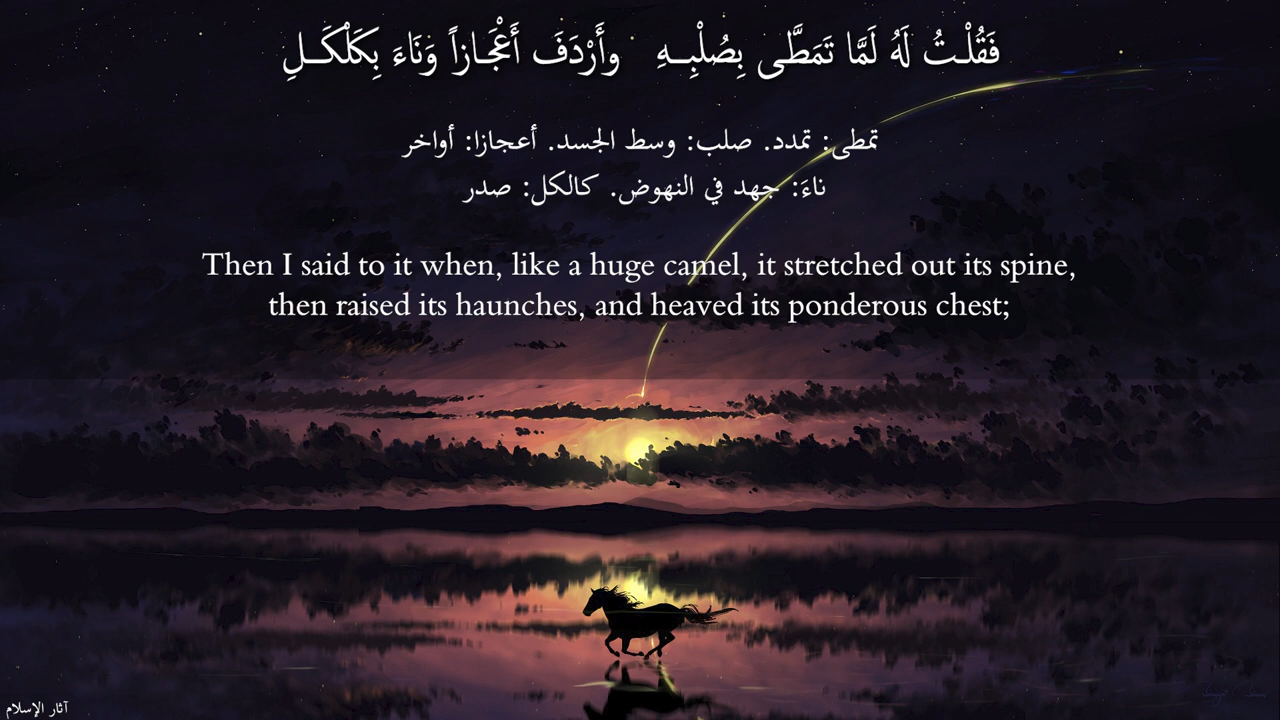 فَقُلْتُ لَهُ لَمَّا تَمَطَّى بِصُلْبِـهِ وأَرْدَفَ أَعْجَـازاً وَنَاءَ بِكَلْكَـلِ
تمطى: تمدد. صلب: وسط الجسد. أعجازا: أواخر
ناءَ: جهد في النهوض. كالكل: صدر
Then I said to it when, like a huge camel, it stretched out its spine,
then raised its haunches, and heaved its ponderous chest;
آثار الإسلام